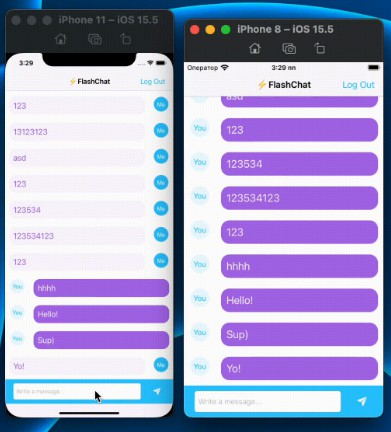 iPhone 11 – iOS 15.5
3:29
⚡FlashChat
Log Out
123
Me
13123123
Me
asd
Me
123
Me
123534
Me
123534123
Me
123
Me
You
hhhh
You
Hello!
You
Sup)
Yo!
Me
Write a message...
iPhone 8 – iOS 15.5
Оператор
3:29 пп
⚡FlashChat
Log Out
asd
You
123
You
123534
You
123534123
You
123
You
hhhh
You
Hello!
You
Sup)
You
Yo!
Write a message...